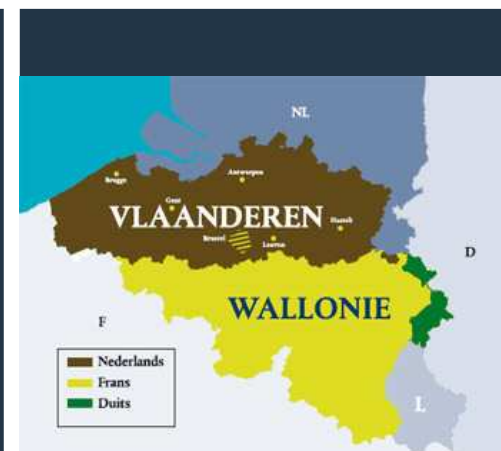 NL
Brugge
Antwerpen
Gent
VLAANDEREN
Hasselt
Brussel
Leuven
D
WALLONIE
F
Nederlands
Frans
Duits
L